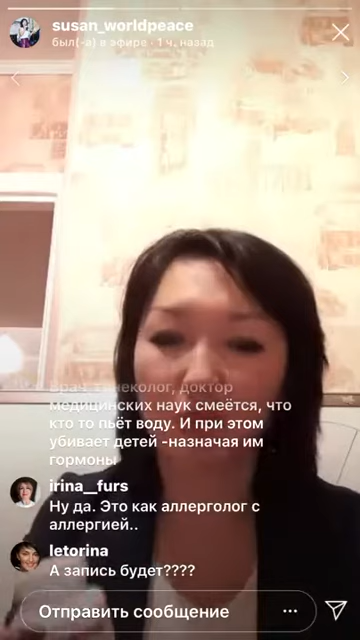 susan_worldpeace
был(-а) в эфире · 1 ч. назад
Врач, гинеколог, доктор
медицинских наук смеётся, что
кто то пьёт воду. И при этом
убивает детей -назначая им
гормоны
irina__furs
Ну да. Это как алерголог с
аллергией..
letorina
А запись будет????
Отправить сообщение